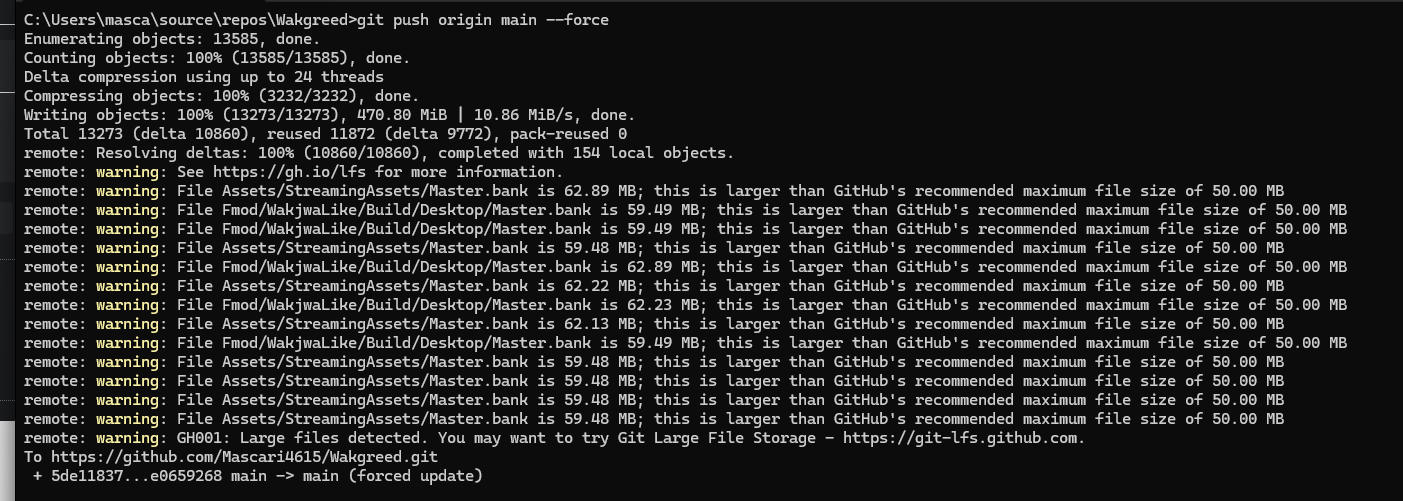 C:\Users\masca\source\repos\Wakgreed>git push origin main --force
Enumerating objects: 13585, done.
Counting objects: 100% (13585/13585), done.
Delta compression using up to 24 threads
Compressing objects: 100% (3232/3232), done.
Writing objects: 100% (13273/13273), 470.80 MiB | 10.86 MiB/s, done.
Total 13273 (delta 10860), reused 11872 (delta 9772), pack-reused 0
remote: Resolving deltas: 100% (10860/10860), completed with 154 local objects.
remote: warning: See https://gh.io/lfs for more information.
remote: warning: File Assets/StreamingAssets/Master.bank is 62.89 MB; this is larger than GitHub's recommended maximum file size of 50.00 MB
remote: warning: File Fmod/WakjwaLike/Build/Desktop/Master.bank is 59.49 MB; this is larger than GitHub's recommended maximum file size of 50.00 MB
remote: warning: File Fmod/WakjwaLike/Build/Desktop/Master.bank is 59.49 MB; this is larger than GitHub's recommended maximum file size of 50.00 MB
remote: warning: File Assets/StreamingAssets/Master.bank is 59.48 MB; this is larger than GitHub's recommended maximum file size of 50.00 MB
remote: warning: File Fmod/WakjwaLike/Build/Desktop/Master.bank is 62.89 MB; this is larger than GitHub's recommended maximum file size of 50.00 MB
remote: warning: File Assets/StreamingAssets/Master.bank is 62.22 MB; this is larger than GitHub's recommended maximum file size of 50.00 MB
remote: warning: File Fmod/WakjwaLike/Build/Desktop/Master.bank is 62.23 MB; this is larger than GitHub's recommended maximum file size of 50.00 MB
remote: warning: File Assets/StreamingAssets/Master.bank is 62.13 MB; this is larger than GitHub's recommended maximum file size of 50.00 MB
remote: warning: File Fmod/WakjwaLike/Build/Desktop/Master.bank is 59.49 MB; this is larger than GitHub's recommended maximum file size of 50.00 MB
remote: warning: File Assets/StreamingAssets/Master.bank is 59.48 MB; this is larger than GitHub's recommended maximum file size of 50.00 MB
remote: warning: File Assets/StreamingAssets/Master.bank is 59.48 MB; this is larger than GitHub's recommended maximum file size of 50.00 MB
remote: warning: File Assets/StreamingAssets/Master.bank is 59.48 MB; this is larger than GitHub's recommended maximum file size of 50.00 MB
remote: warning: File Assets/StreamingAssets/Master.bank is 59.48 MB; this is larger than GitHub's recommended maximum file size of 50.00 MB
remote: warning: GH001: Large files detected. You may want to try Git Large File Storage - https://git-lfs.github.com.
To https://github.com/Mascari4615/Wakgreed.git
 + 5de11837...e0659268 main -> main (forced update)